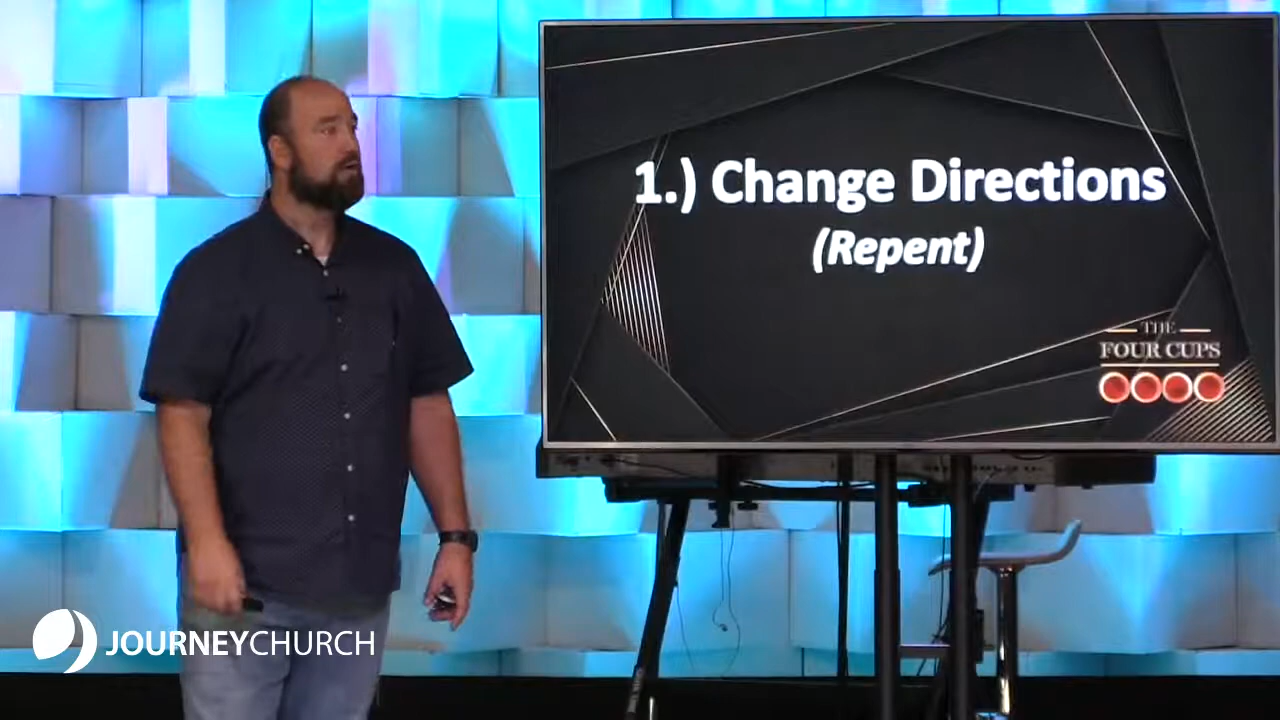 1.) Change Directions
(Repent)
THE
FOUR CUPS
JOURNEYCHURCH